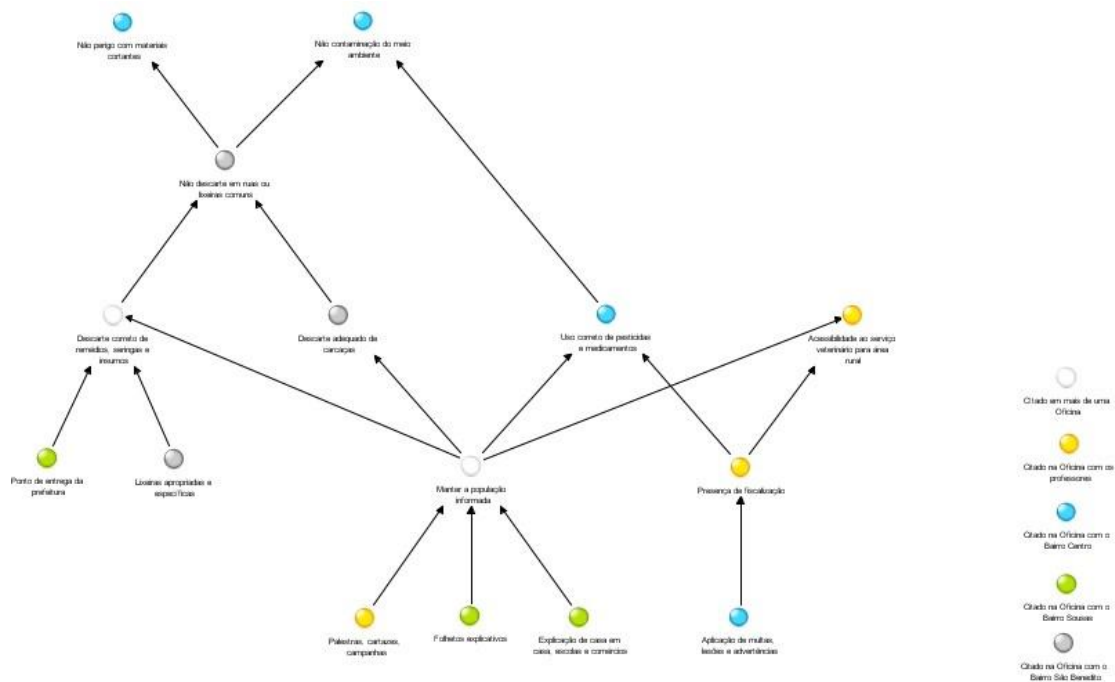 Não perigo com materiais
cortantes
Não contaminação do meio
ambiente
Não descarte em ruas ou
lixeiras comuns
Descarte correto de
remédios, seringas e
insumos
Descarte adequado de
carcaças
Uso correto de pesticidas
e medicamentos
Acessibilidade ao serviço
veterinário para área
rural
Ponto de entrega da
prefeitura
Lixeiras apropriadas e
específicas
Manter a população
informada
Presença de fiscalização
Palestras, cartazes,
campanhas
Folhetos explicativos
Explicação de casa em
casa, escolas e comércios
Aplicação de multas,
lesões e advertências
Citado em mais de uma
Oficina
Citado na Oficina com os
professores
Citado na Oficina com o
Bairro Centro
Citado na Oficina com o
Bairro Sousas
Citado na Oficina com o
Bairro São Benedito